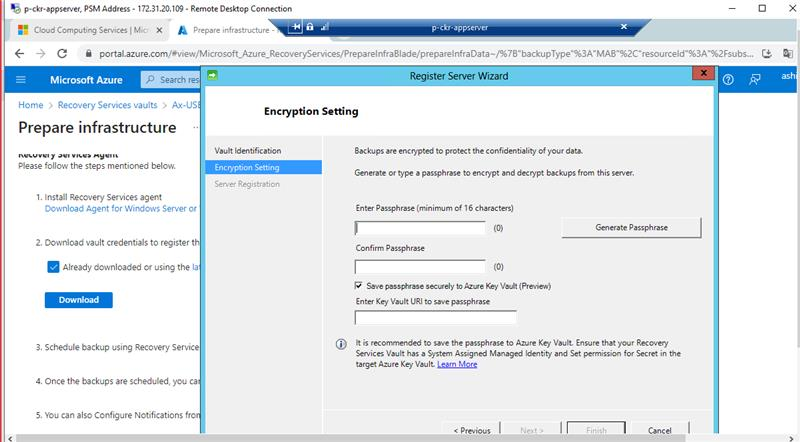 p-ckr-appserver, PSM Address - 172.31.20.109 - Remote Desktop Connection
p-ckr-appserver
Cloud Computing Services | Micros
Prepare infrastructure -
portal.azure.com/#view/Microsoft_Azure_RecoveryServices/PrepareInfraBlade/prepareInfraData~/%7B"backupType"%3A"MAB"%2C"resourceId"%3A"%2Fsubs...
Microsoft Azure
Search resou
ashi
Home > Recovery Services vaults > Ax-USE
Prepare infrastructure ...
Recovery Services Agent
Please follow the steps mentioned below.
1. Install Recovery Services agent
Download Agent for Windows Server or
2. Download vault credentials to register the
Already downloaded or using the lat
Download
3. Schedule backup using Recovery Service
4. Once the backups are scheduled, you can
5. You can also Configure Notifications from
Register Server Wizard
Encryption Setting
Vault Identification
Encryption Setting
Server Registration
Backups are encrypted to protect the confidentiality of your data.
Generate or type a passphrase to encrypt and decrypt backups from this server.
Enter Passphrase (minimum of 16 characters)
(0)
Generate Passphrase
Confirm Passphrase
(0)
Save passphrase securely to Azure Key Vault (Preview)
Enter Key Vault URI to save passphrase
It is recommended to save the passphrase to Azure Key Vault. Ensure that your Recovery
Services Vault has a System Assigned Managed Identity and Set permission for Secret in the
target Azure Key Vault. Learn More
< Previous
Next >
Finish
Cancel